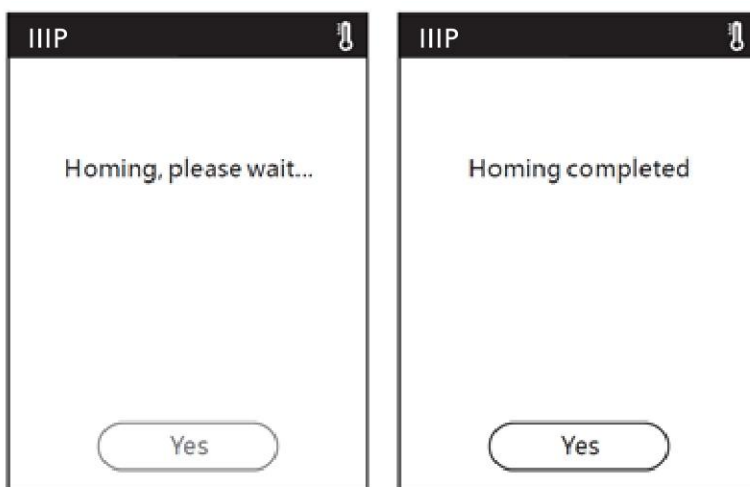 IIIP
Homing, please wait...
Yes
IIIP
Homing completed
Yes